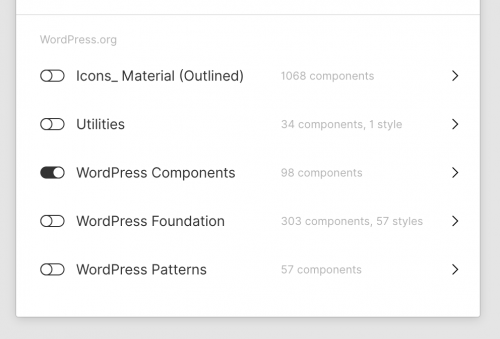 WordPress.org
Icons_ Material (Outlined) 1068 components
Utilities 34 components, 1 style
WordPress Components 98 components
WordPress Foundation 303 components, 57 styles
WordPress Patterns 57 components